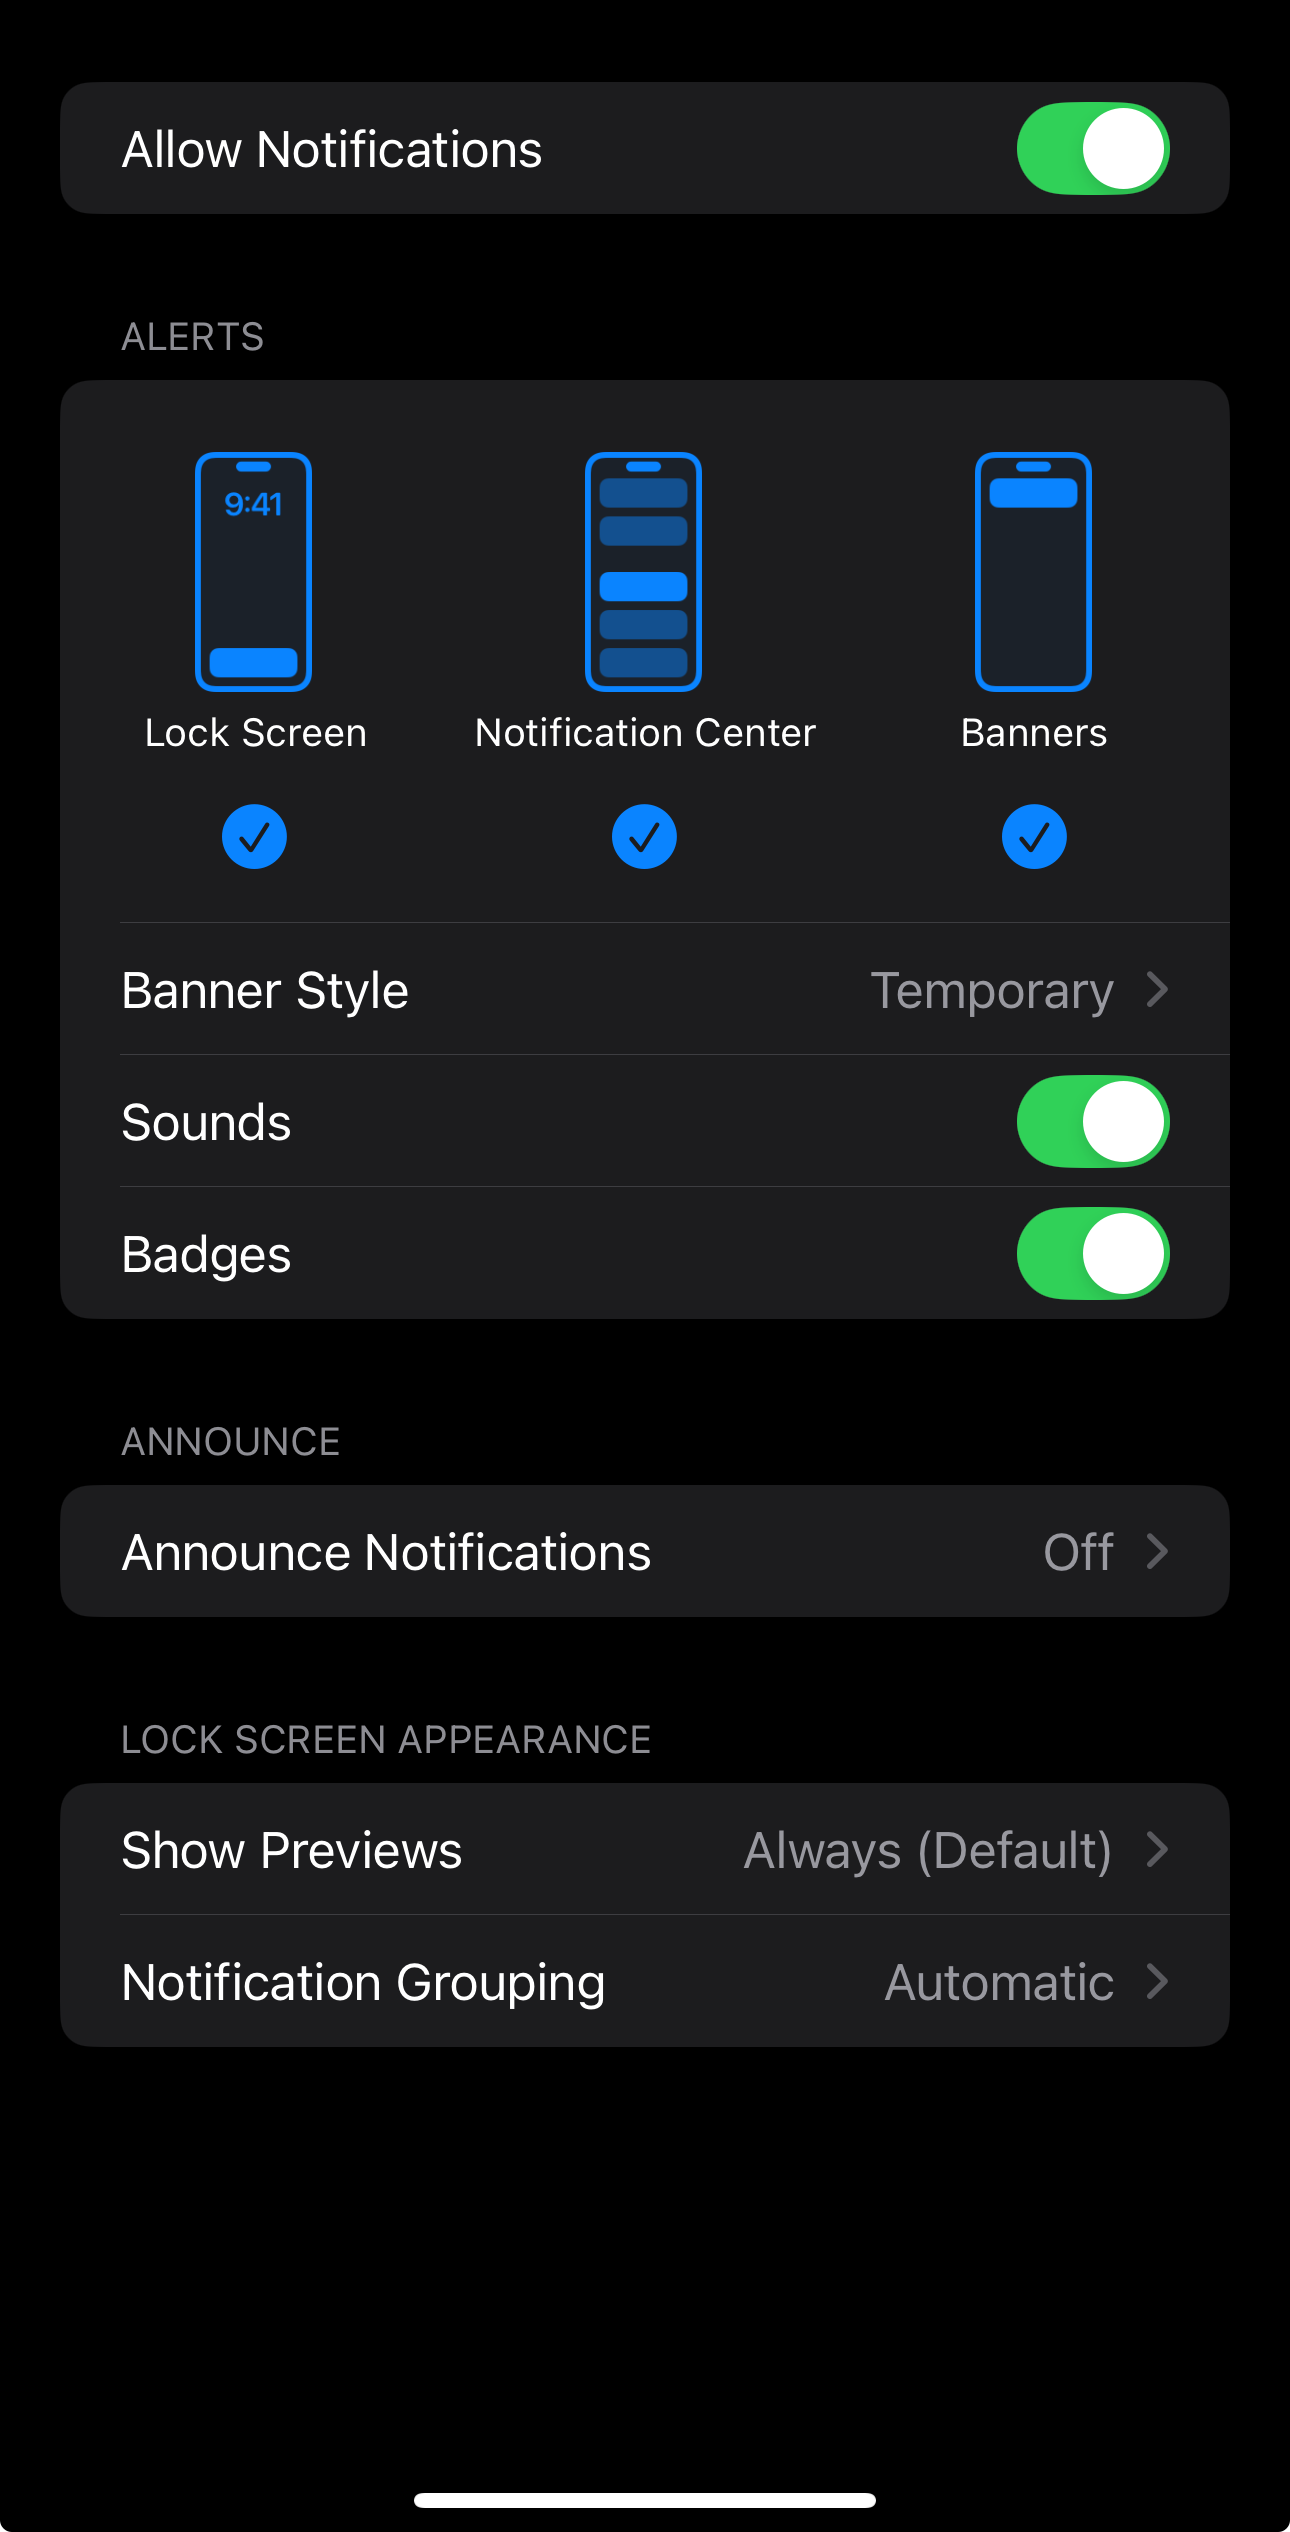 Allow Notifications
ALERTS
9:41
Lock Screen Notification Center Banners
Banner Style Temporary
Sounds
Badges
ANNOUNCE
Announce Notifications Off
LOCK SCREEN APPEARANCE
Show Previews Always (Default)
Notification Grouping Automatic